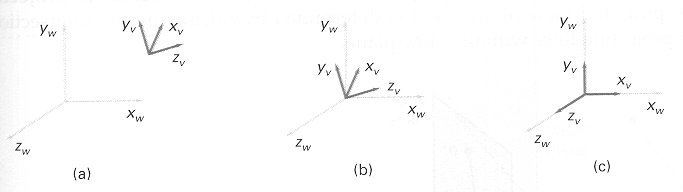 y_w y_v x_v z_v x_w z_w
(a)
y_w y_v x_v z_v x_w z_w
(b)
y_w y_v x_v x_w z_v z_w
(c)